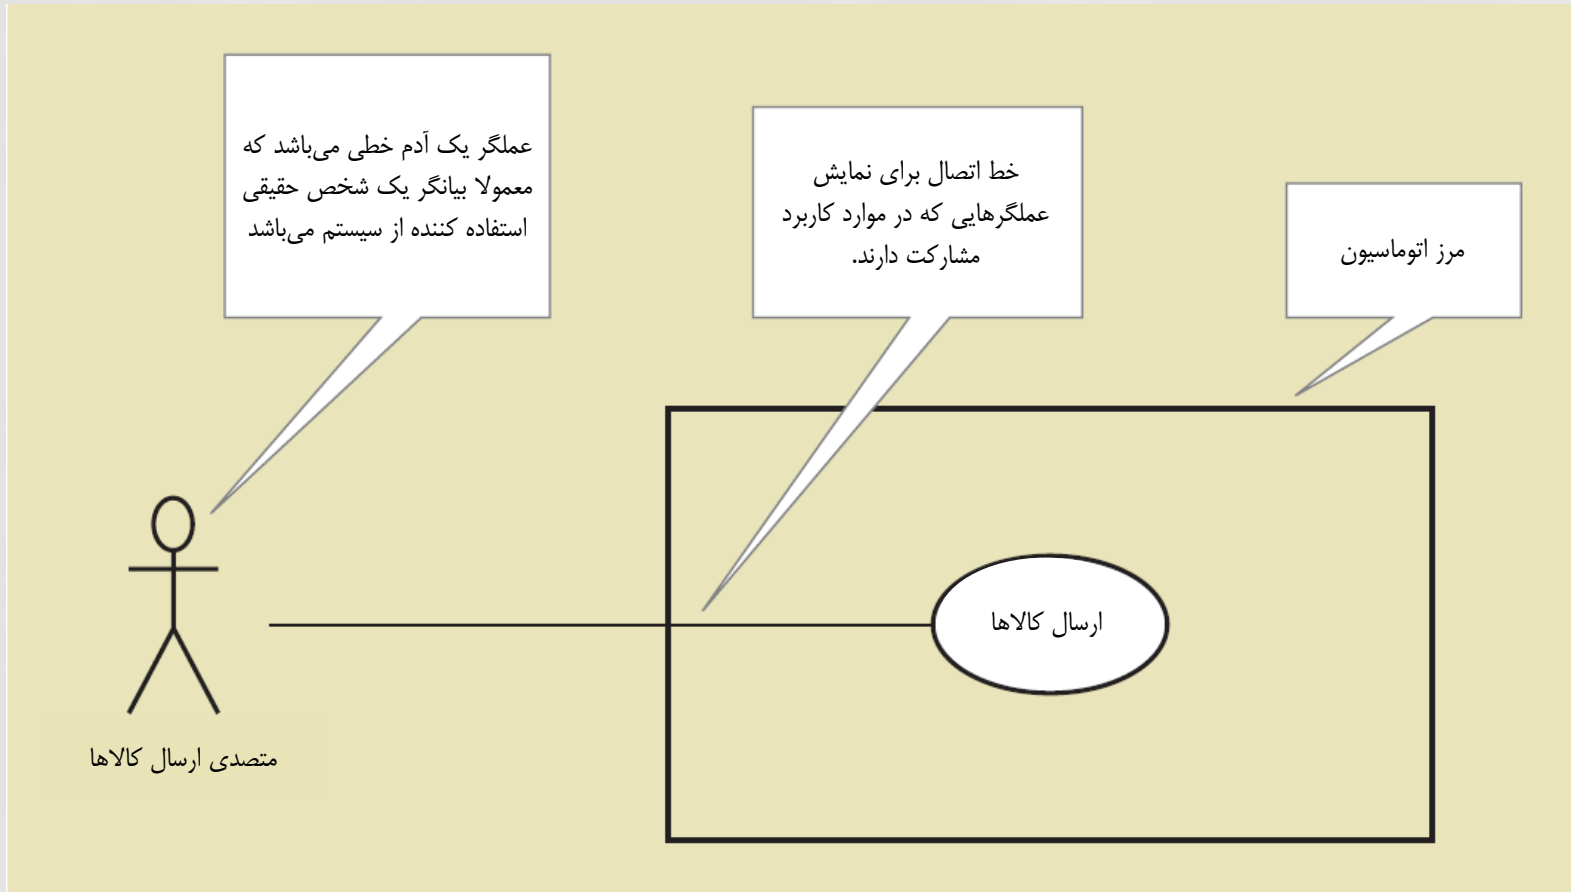 عملگر یک آدم خطی می‌باشد که
معمولا بیانگر یک شخص حقیقی
استفاده کننده از سیستم می‌باشد
خط اتصال برای نمایش
عملگرهایی که در موارد کاربرد
مشارکت دارند.
مرز اتوماسیون
ارسال کالاها
متصدی ارسال کالاها